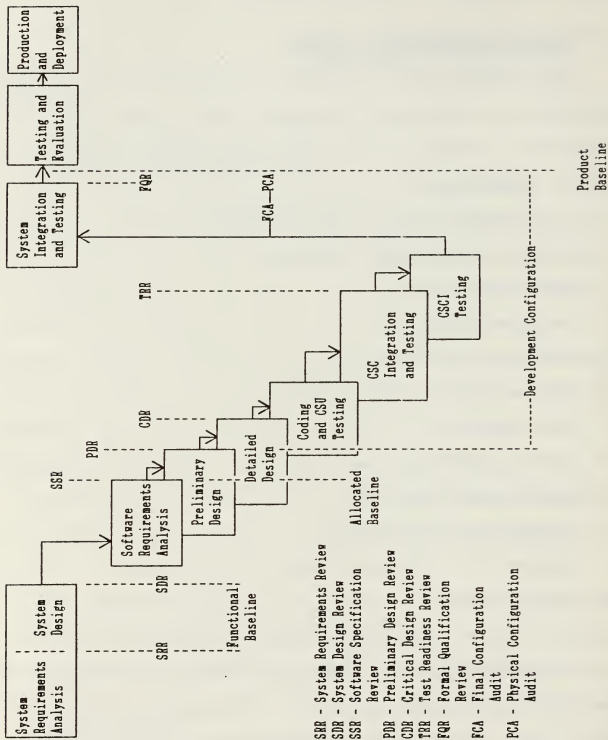 System
Requirements
Analysis
System
Design
SRR
SDR
Functional
Baseline
Software
Requirements
Analysis
SSR
Preliminary
Design
PDR
Allocated
Baseline
Detailed
Design
CDR
Coding
and CSU
Testing
CSC
Integration
and Testing
TRR
CSCI
Testing
Development Configuration
FCA—PCA
System
Integration
and Testing
FQR
Testing and
Evaluation
Production
and
Deployment
Product
Baseline
SRR - System Requirements Review
SDR - System Design Review
SSR - Software Specification
Review
PDR - Preliminary Design Review
CDR - Critical Design Review
TRR - Test Readiness Review
FQR - Formal Qualification
Review
FCA - Final Configuration
Audit
PCA - Physical Configuration
Audit